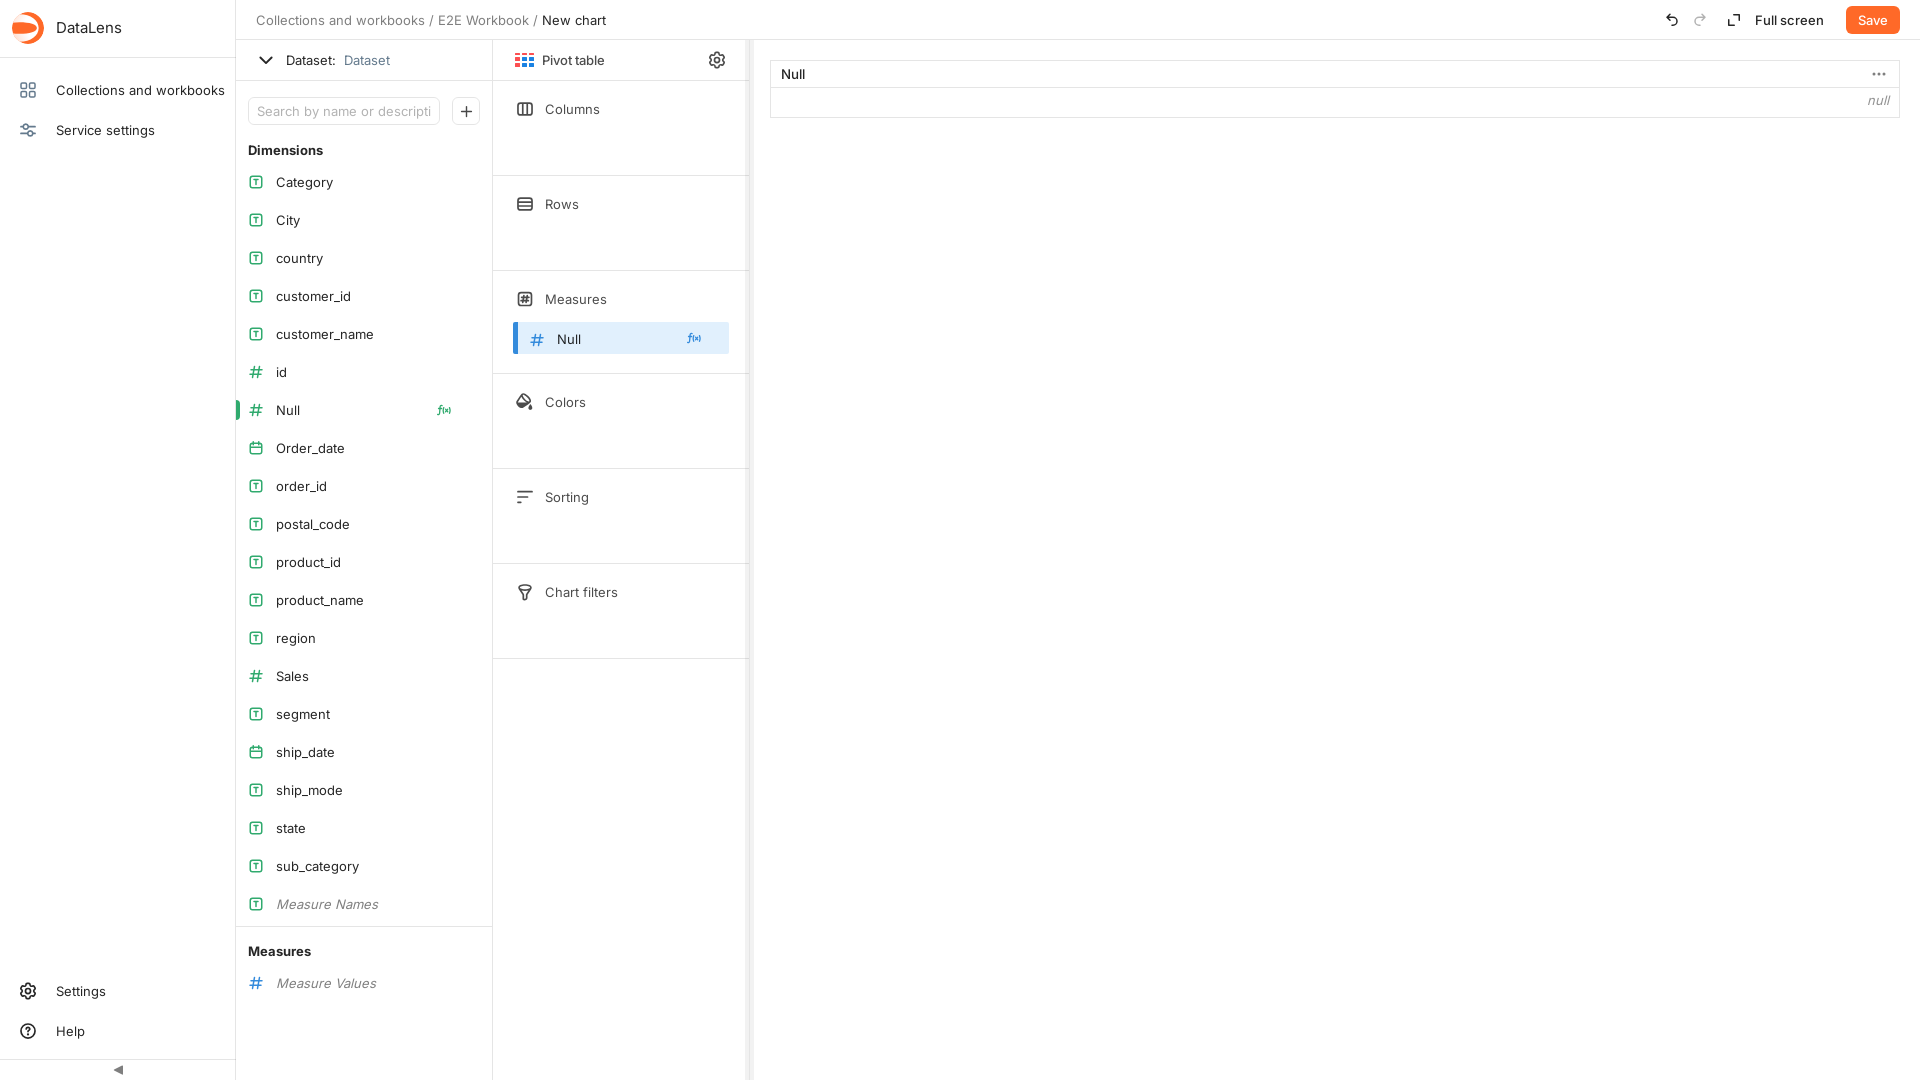 DataLens
Collections and workbooks
Service settings
Settings
Help
Collections and workbooks / E2E Workbook / New chart
Full screen
Save
Dataset: Dataset
Search by name or descripti
Dimensions
Category
City
country
customer_id
customer_name
id
Null
Order_date
order_id
postal_code
product_id
product_name
region
Sales
segment
ship_date
ship_mode
state
sub_category
Measure Names
Measures
Measure Values
Pivot table
Columns
Rows
Measures
Null
Colors
Sorting
Chart filters
Null
null